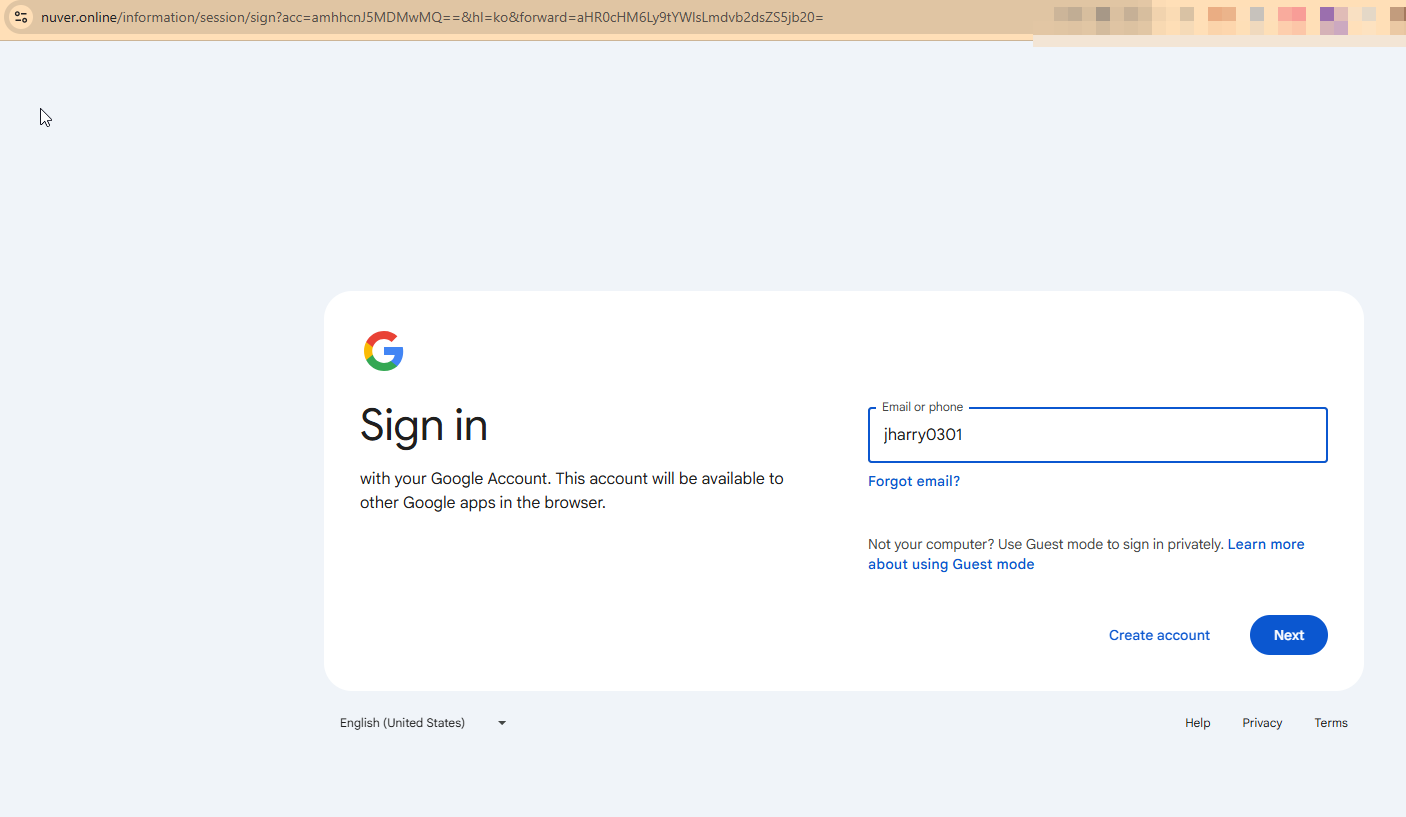 nuver.online/information/session/sign?acc=amhhcnJ5MDMwMQ==&hl=ko&forward=aHR0cHM6Ly9tYWlsLmdvb2dsZS5jb20=
Sign in
with your Google Account. This account will be available to
other Google apps in the browser.
Email or phone
jharry0301
Forgot email?
Not your computer? Use Guest mode to sign in privately. Learn more
about using Guest mode
Create account
Next
English (United States)
Help
Privacy
Terms